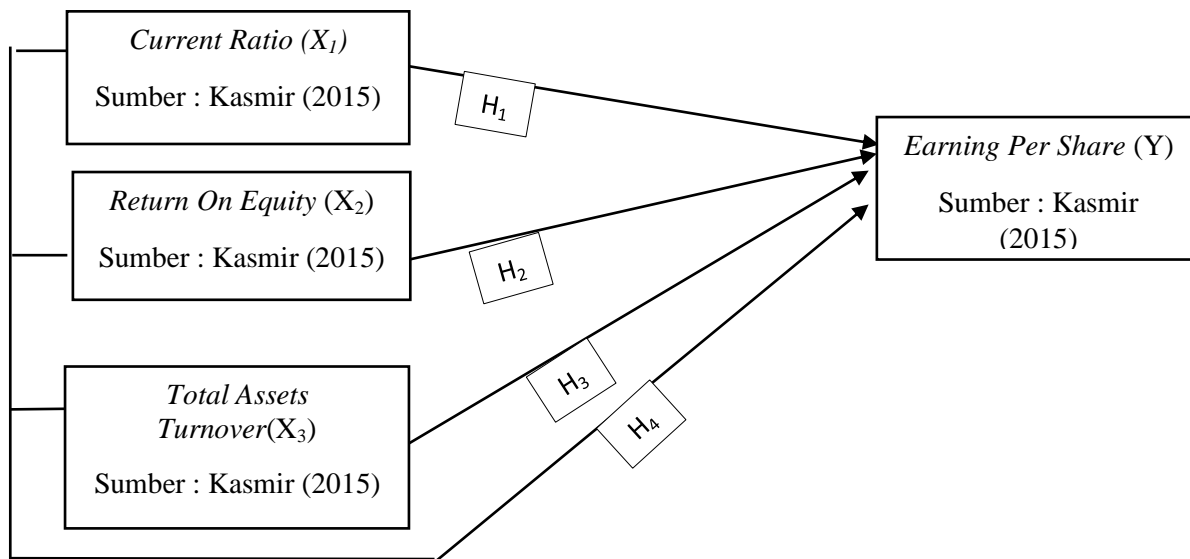 Current Ratio (X₁)
Sumber : Kasmir (2015)
H₁
Earning Per Share (Y)
Sumber : Kasmir
(2015)
Return On Equity (X₂)
Sumber : Kasmir (2015)
H₂
Total Assets
Turnover(X₃)
Sumber : Kasmir (2015)
H₃
H₄